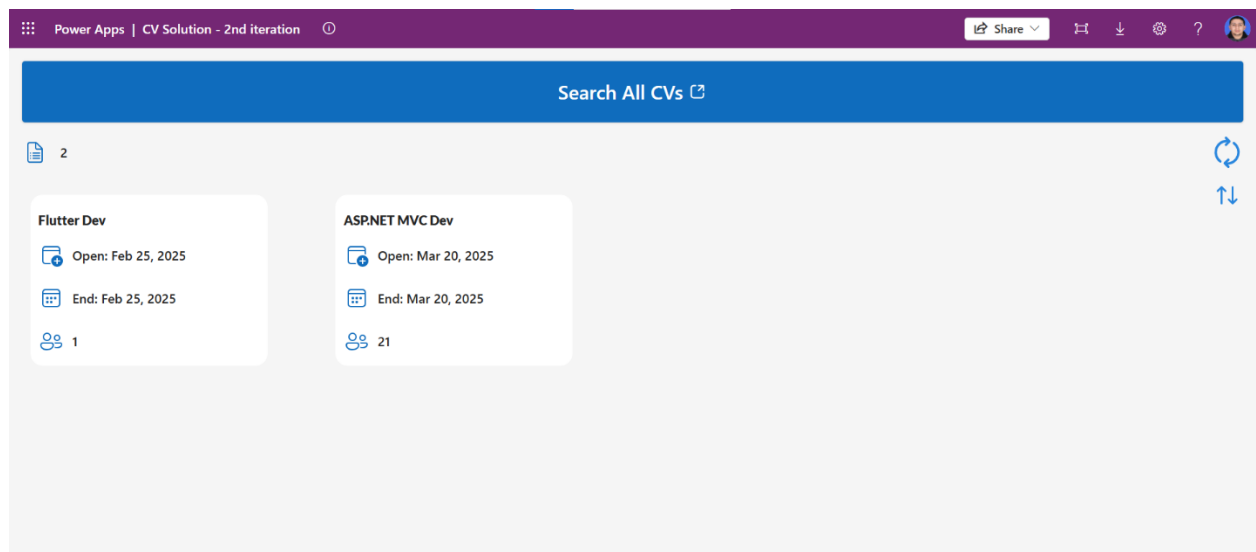 Power Apps | CV Solution - 2nd iteration
Share
?
Search All CVs
2
Flutter Dev
Open: Feb 25, 2025
End: Feb 25, 2025
1
ASP.NET MVC Dev
Open: Mar 20, 2025
End: Mar 20, 2025
21